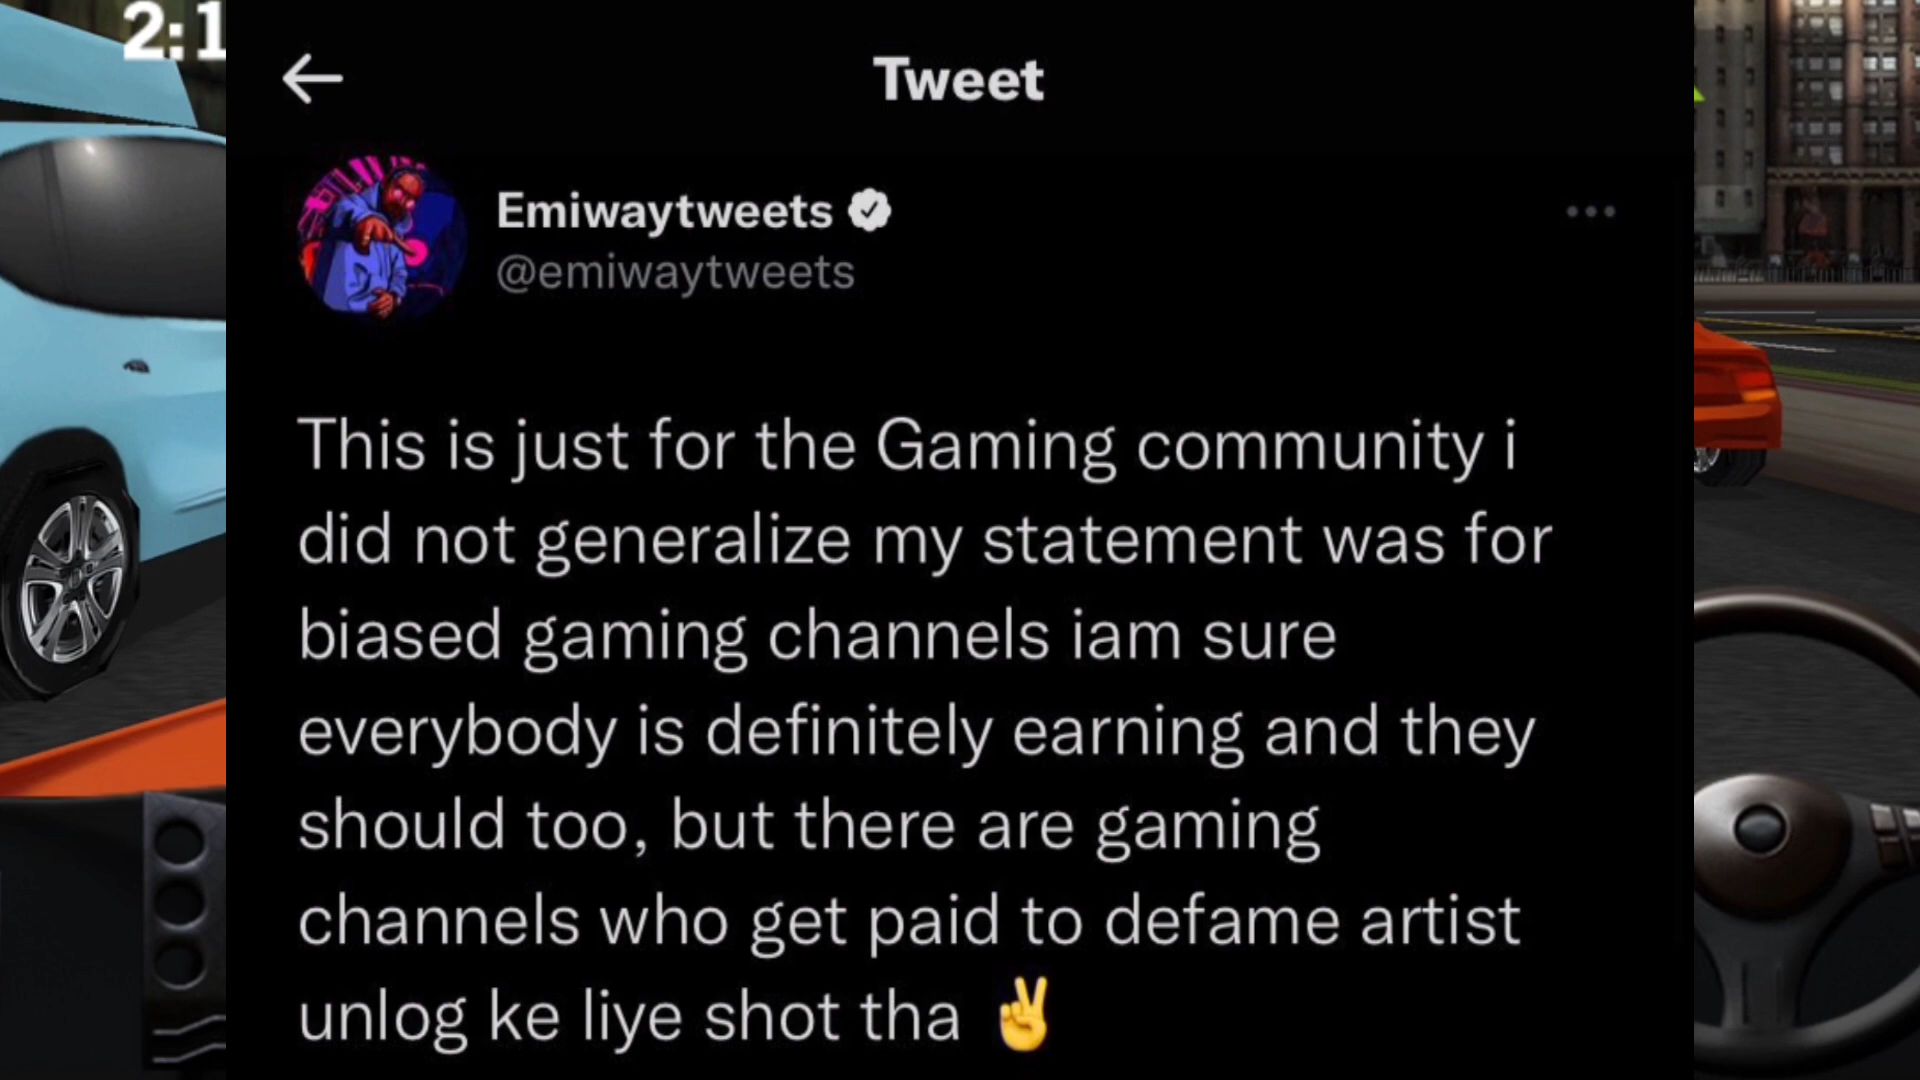 2:1
Tweet
Emiwaytweets
@emiwaytweets
This is just for the Gaming community i
did not generalize my statement was for
biased gaming channels iam sure
everybody is definitely earning and they
should too, but there are gaming
channels who get paid to defame artist
unlog ke liye shot tha ✌️